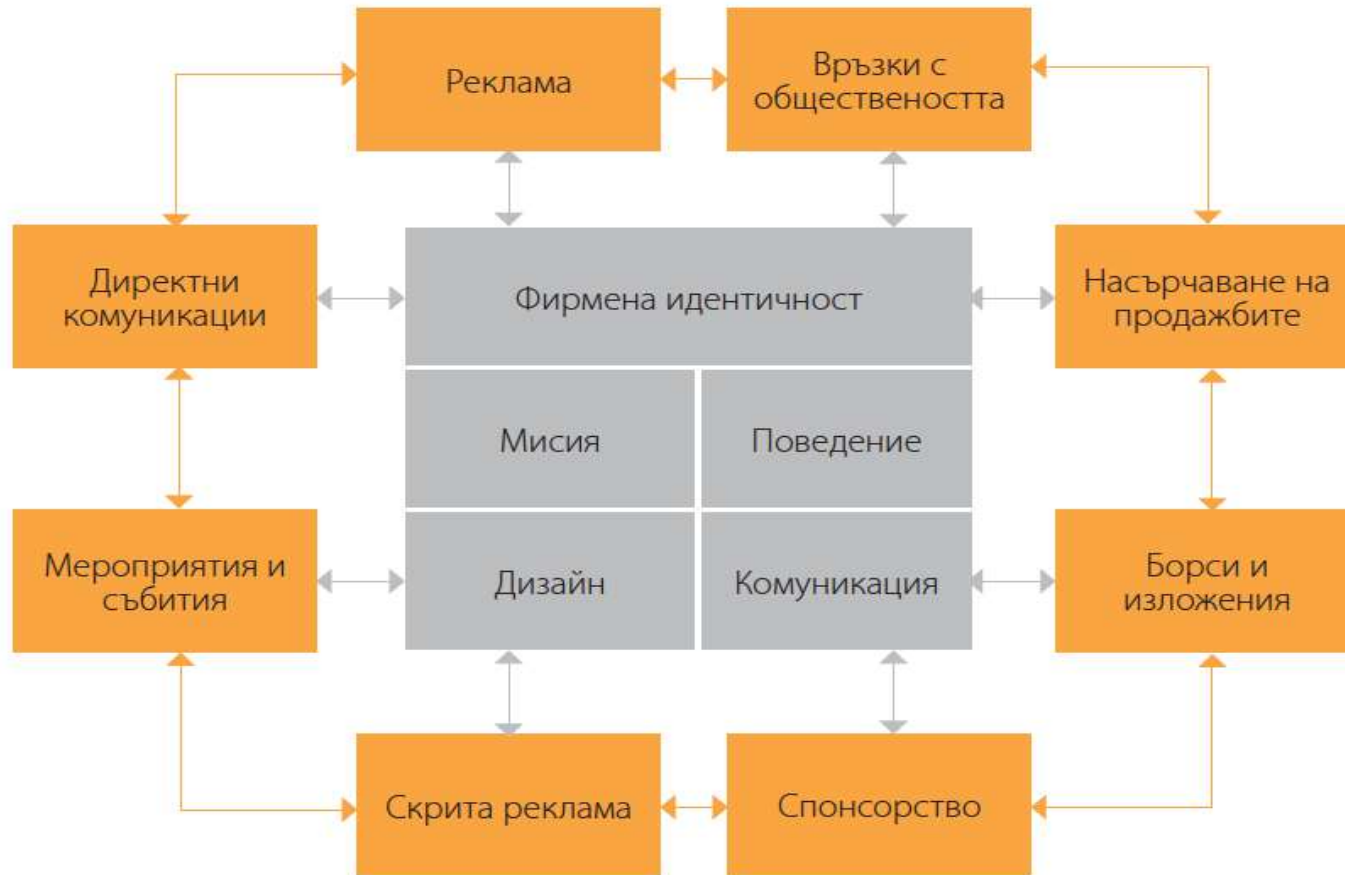 Реклама
Връзки с
обществеността
Директни
комуникации
Фирмена идентичност
Насърчаване на
продажбите
Мисия
Поведение
Мероприятия и
събития
Дизайн
Комуникация
Борси и
изложения
Скрита реклама
Спонсорство